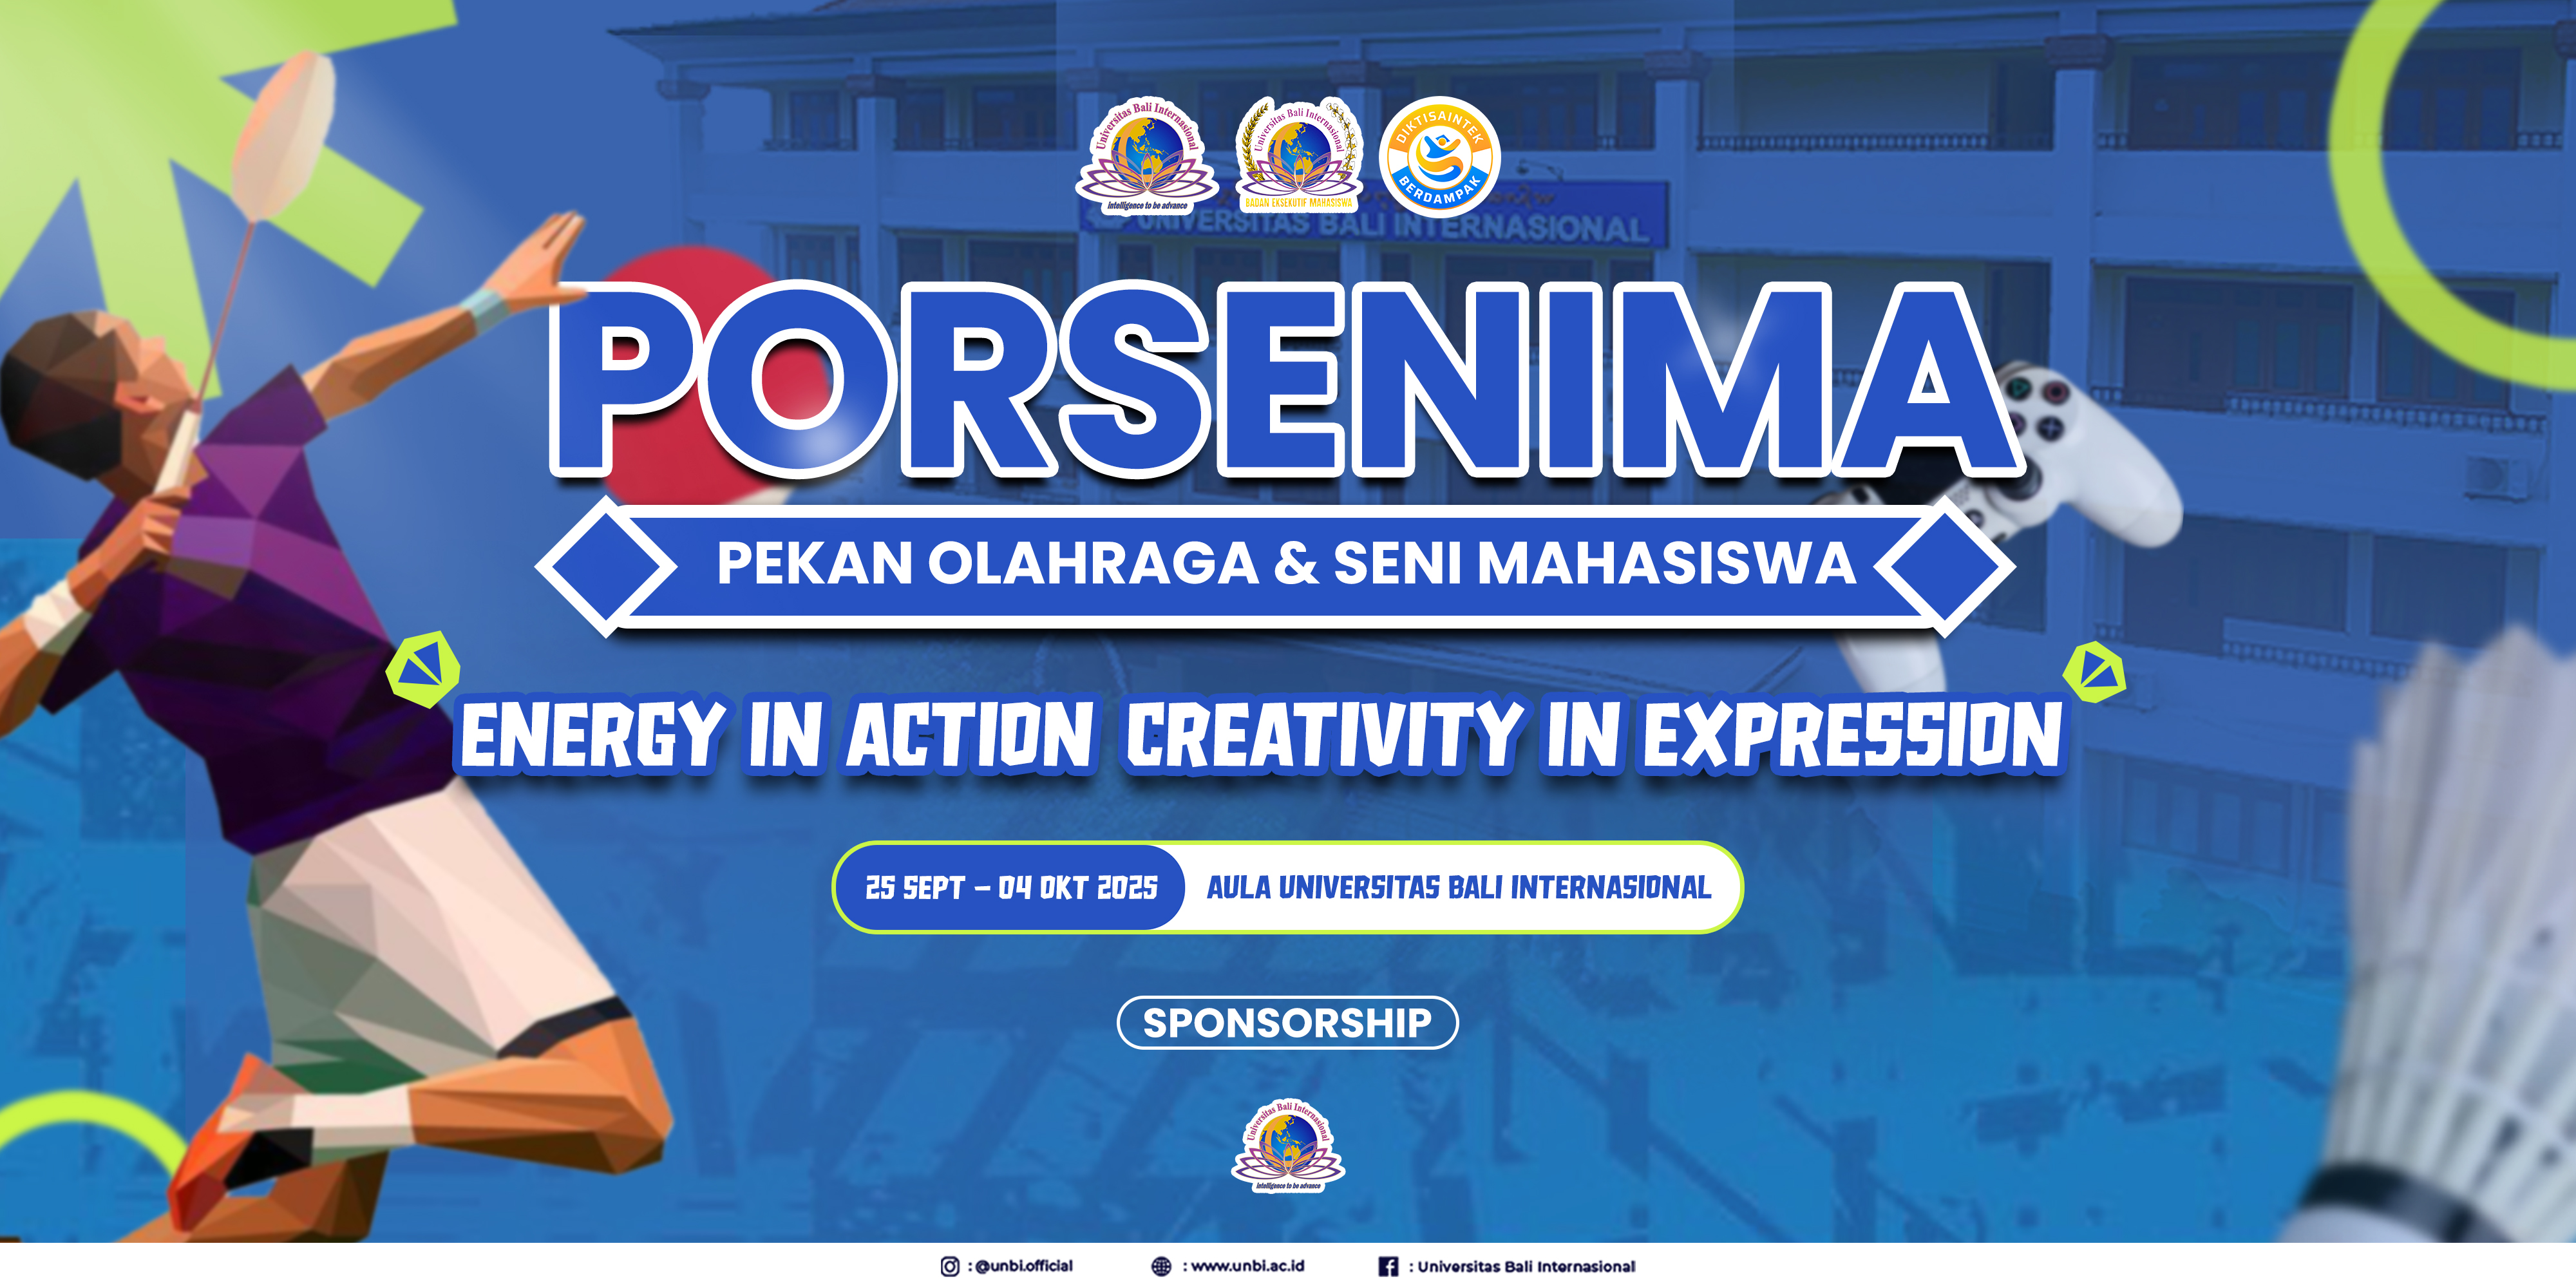 Universitas Bali Internasional
intelligence to be advance
Universitas Bali Internasional
BADAN EKSEKUTIF MAHASISWA
DIKTISAINTEK
BERDAMPAK
UNIVERSITAS BALI INTERNASIONAL
PORSENIMA
PEKAN OLAHRAGA & SENI MAHASISWA
ENERGY IN ACTION CREATIVITY IN EXPRESSION
25 SEPT – 04 OKT 2025 AULA UNIVERSITAS BALI INTERNASIONAL
SPONSORSHIP
Universitas Bali Internasional
intelligence to be advance
: @unbi.official : www.unbi.ac.id : Universitas Bali Internasional